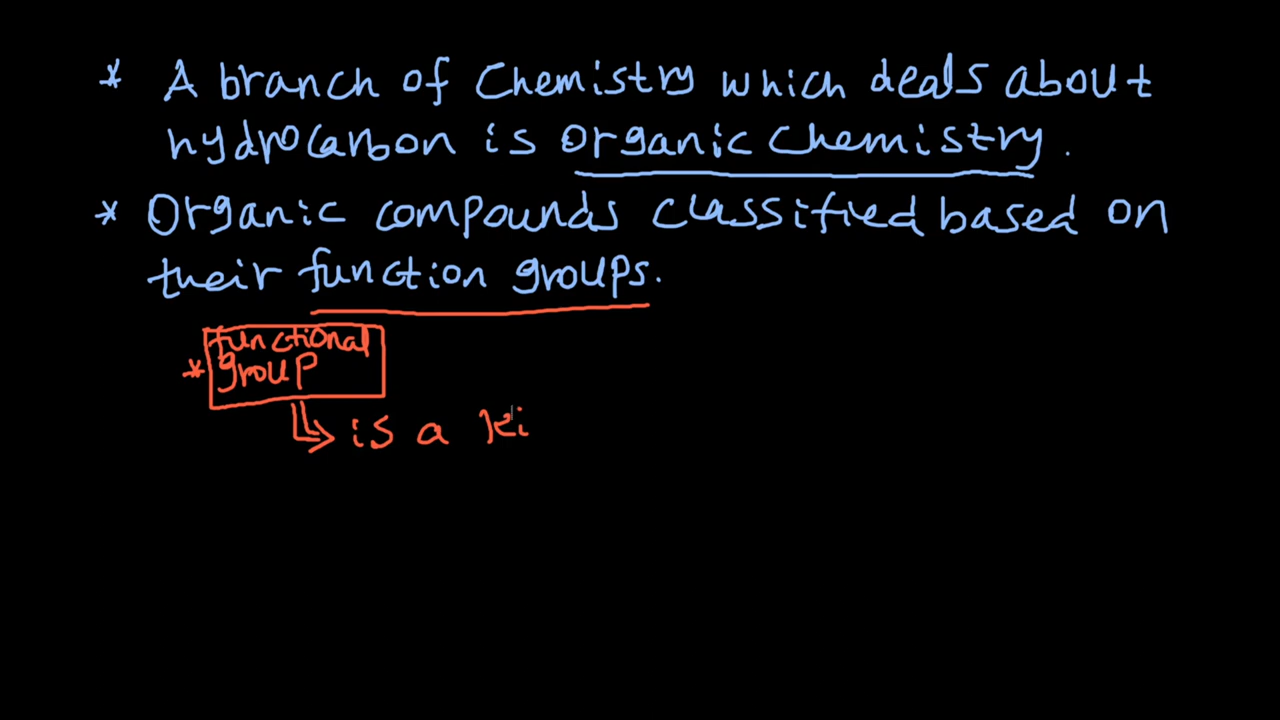 * A branch of Chemistry which deals about
hydrocarbon is organic chemistry.
* Organic compounds classified based on
their function groups.
functional
* group
is a ki